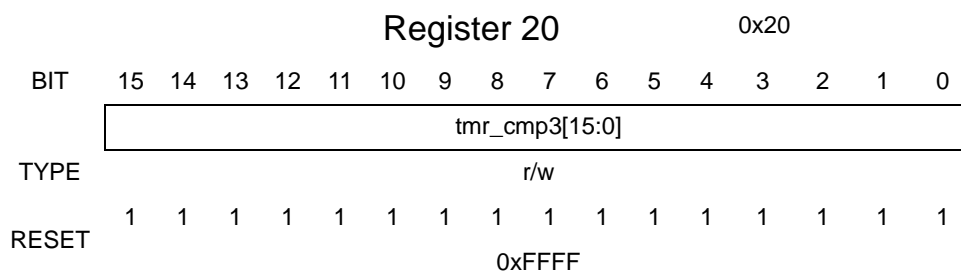 Register 20 0x20
BIT 15 14 13 12 11 10 9 8 7 6 5 4 3 2 1 0
tmr_cmp3[15:0]
TYPE r/w
1 1 1 1 1 1 1 1 1 1 1 1 1 1 1 1
RESET
0xFFFF